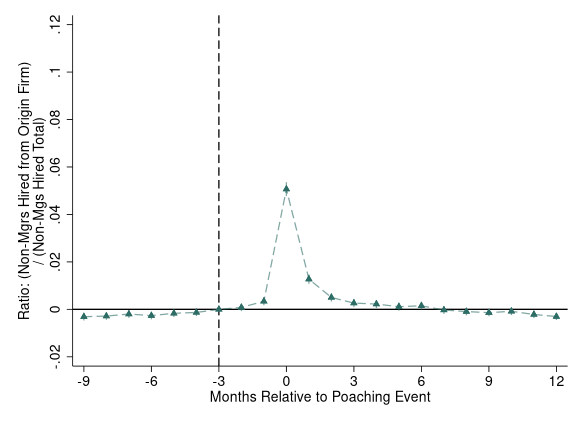 Ratio: (Non-Mgrs Hired from Origin Firm)
/ (Non-Mgs Hired Total)
.12
.1
.08
.06
.04
.02
0
-.02
-9 -6 -3 0 3 6 9 12
Months Relative to Poaching Event